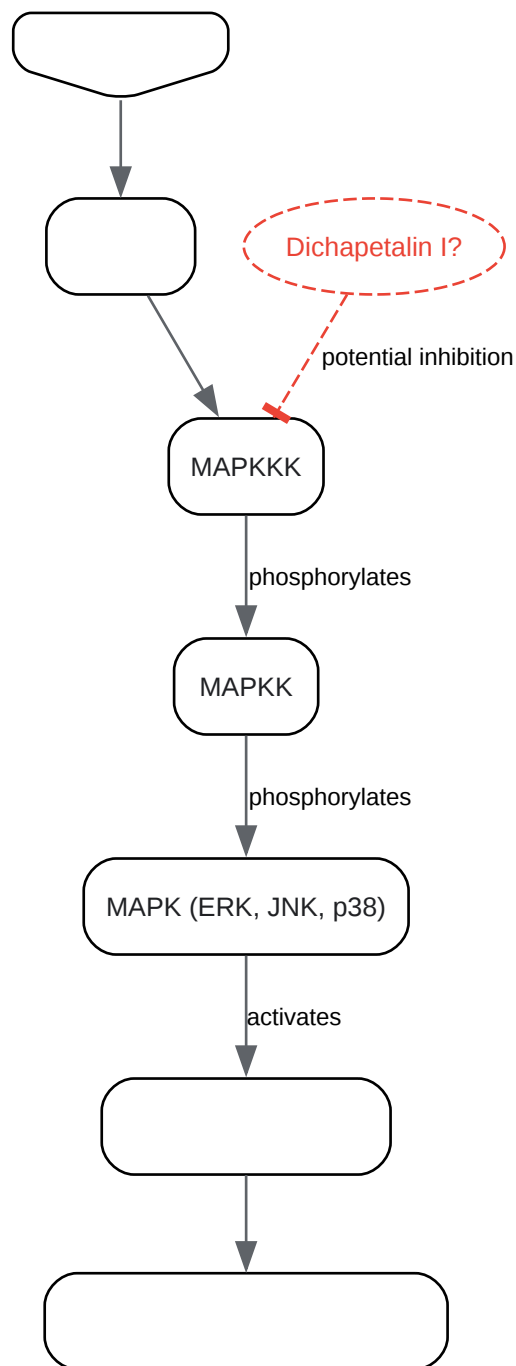 Dichapetalin I?
potential inhibition
MAPKKK
phosphorylates
MAPKK
phosphorylates
MAPK (ERK, JNK, p38)
activates